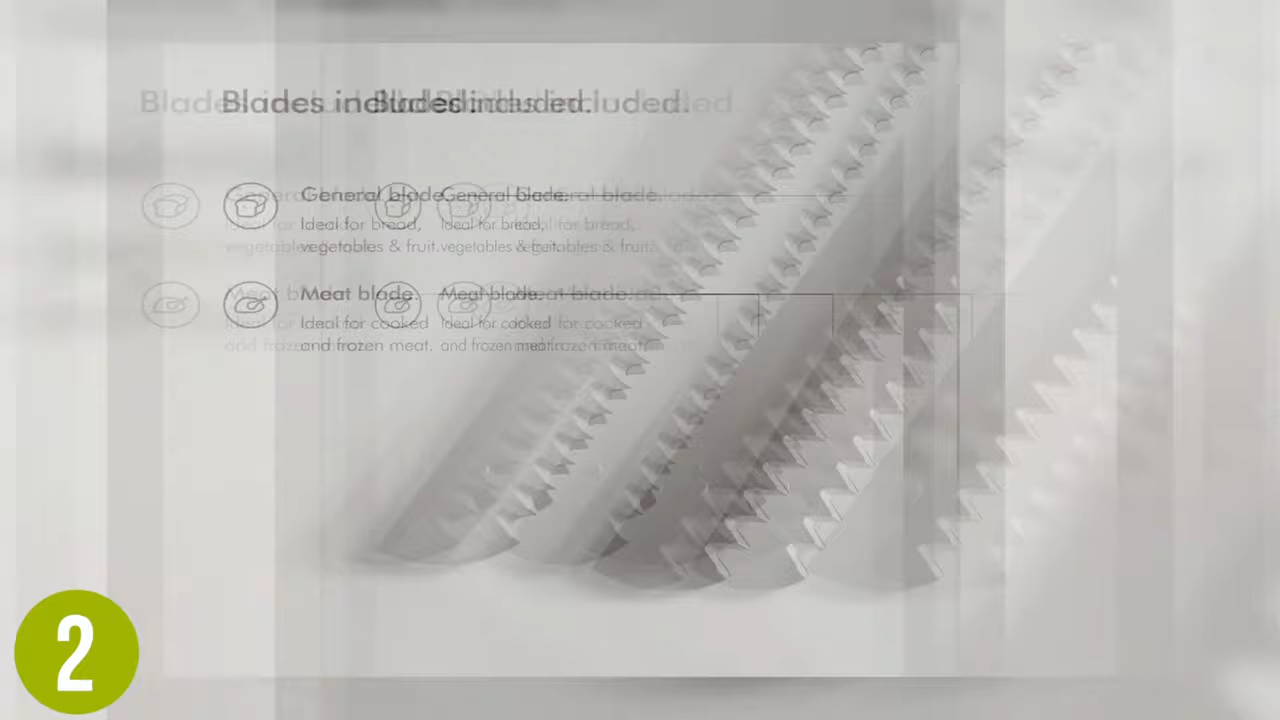 Blades included.
General blade.
Ideal for bread,
vegetables & fruit.
Meat blade.
Ideal for cooked
and frozen meat.
2